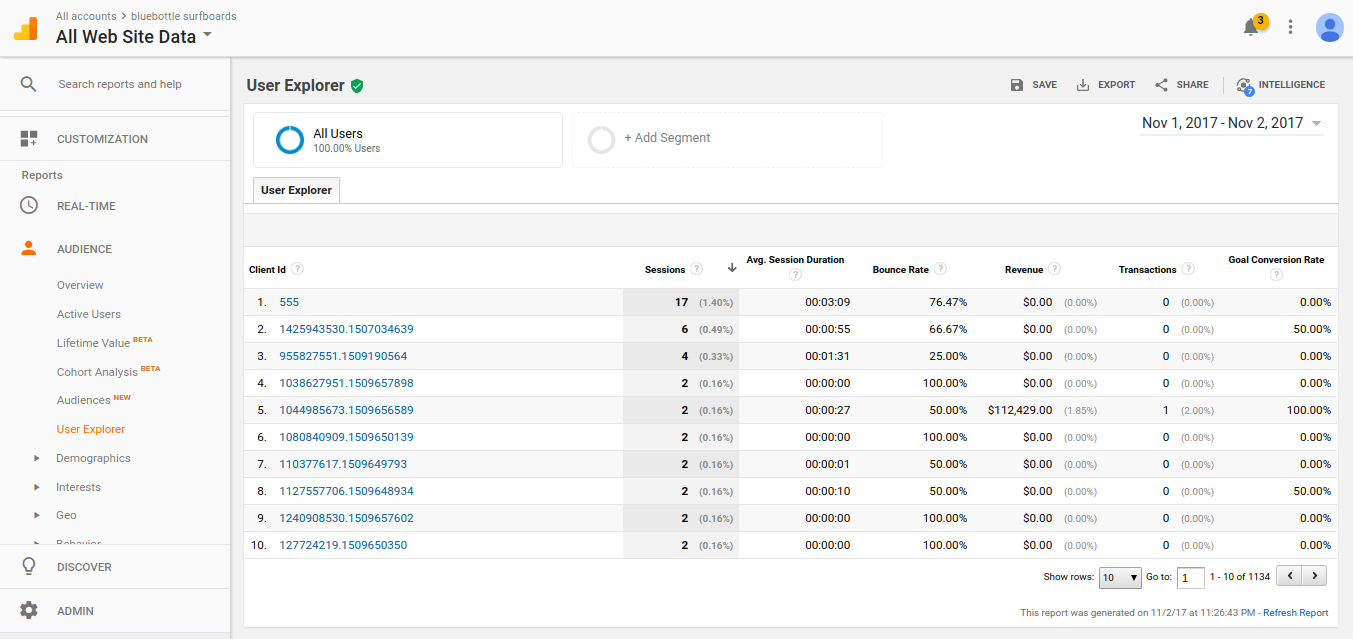 All accounts > bluebottle surfboards
All Web Site Data
3
Search reports and help
CUSTOMIZATION
Reports
REAL-TIME
AUDIENCE
Overview
Active Users
Lifetime Value BETA
Cohort Analysis BETA
Audiences NEW
User Explorer
Demographics
Interests
Geo
Behavior
DISCOVER
ADMIN
User Explorer
SAVE EXPORT SHARE 7 INTELLIGENCE
All Users
100.00% Users
+ Add Segment
Nov 1, 2017 - Nov 2, 2017
User Explorer
Client Id ? Sessions ? Avg. Session Duration ? Bounce Rate ? Revenue ? Transactions ? Goal Conversion Rate ?
1. 555 17 (1.40%) 00:03:09 76.47% $0.00 (0.00%) 0 (0.00%) 0.00%
2. 1425943530.1507034639 6 (0.49%) 00:00:55 66.67% $0.00 (0.00%) 0 (0.00%) 50.00%
3. 955827551.1509190564 4 (0.33%) 00:01:31 25.00% $0.00 (0.00%) 0 (0.00%) 0.00%
4. 1038627951.1509657898 2 (0.16%) 00:00:00 100.00% $0.00 (0.00%) 0 (0.00%) 0.00%
5. 1044985673.1509656589 2 (0.16%) 00:00:27 50.00% $112,429.00 (1.85%) 1 (2.00%) 100.00%
6. 1080840909.1509650139 2 (0.16%) 00:00:00 100.00% $0.00 (0.00%) 0 (0.00%) 0.00%
7. 110377617.1509649793 2 (0.16%) 00:00:01 50.00% $0.00 (0.00%) 0 (0.00%) 0.00%
8. 1127557706.1509648934 2 (0.16%) 00:00:10 50.00% $0.00 (0.00%) 0 (0.00%) 50.00%
9. 1240908530.1509657602 2 (0.16%) 00:00:00 100.00% $0.00 (0.00%) 0 (0.00%) 0.00%
10. 127724219.1509650350 2 (0.16%) 00:00:00 100.00% $0.00 (0.00%) 0 (0.00%) 0.00%
Show rows: 10 Go to: 1 1 - 10 of 1134
This report was generated on 11/2/17 at 11:26:43 PM - Refresh Report